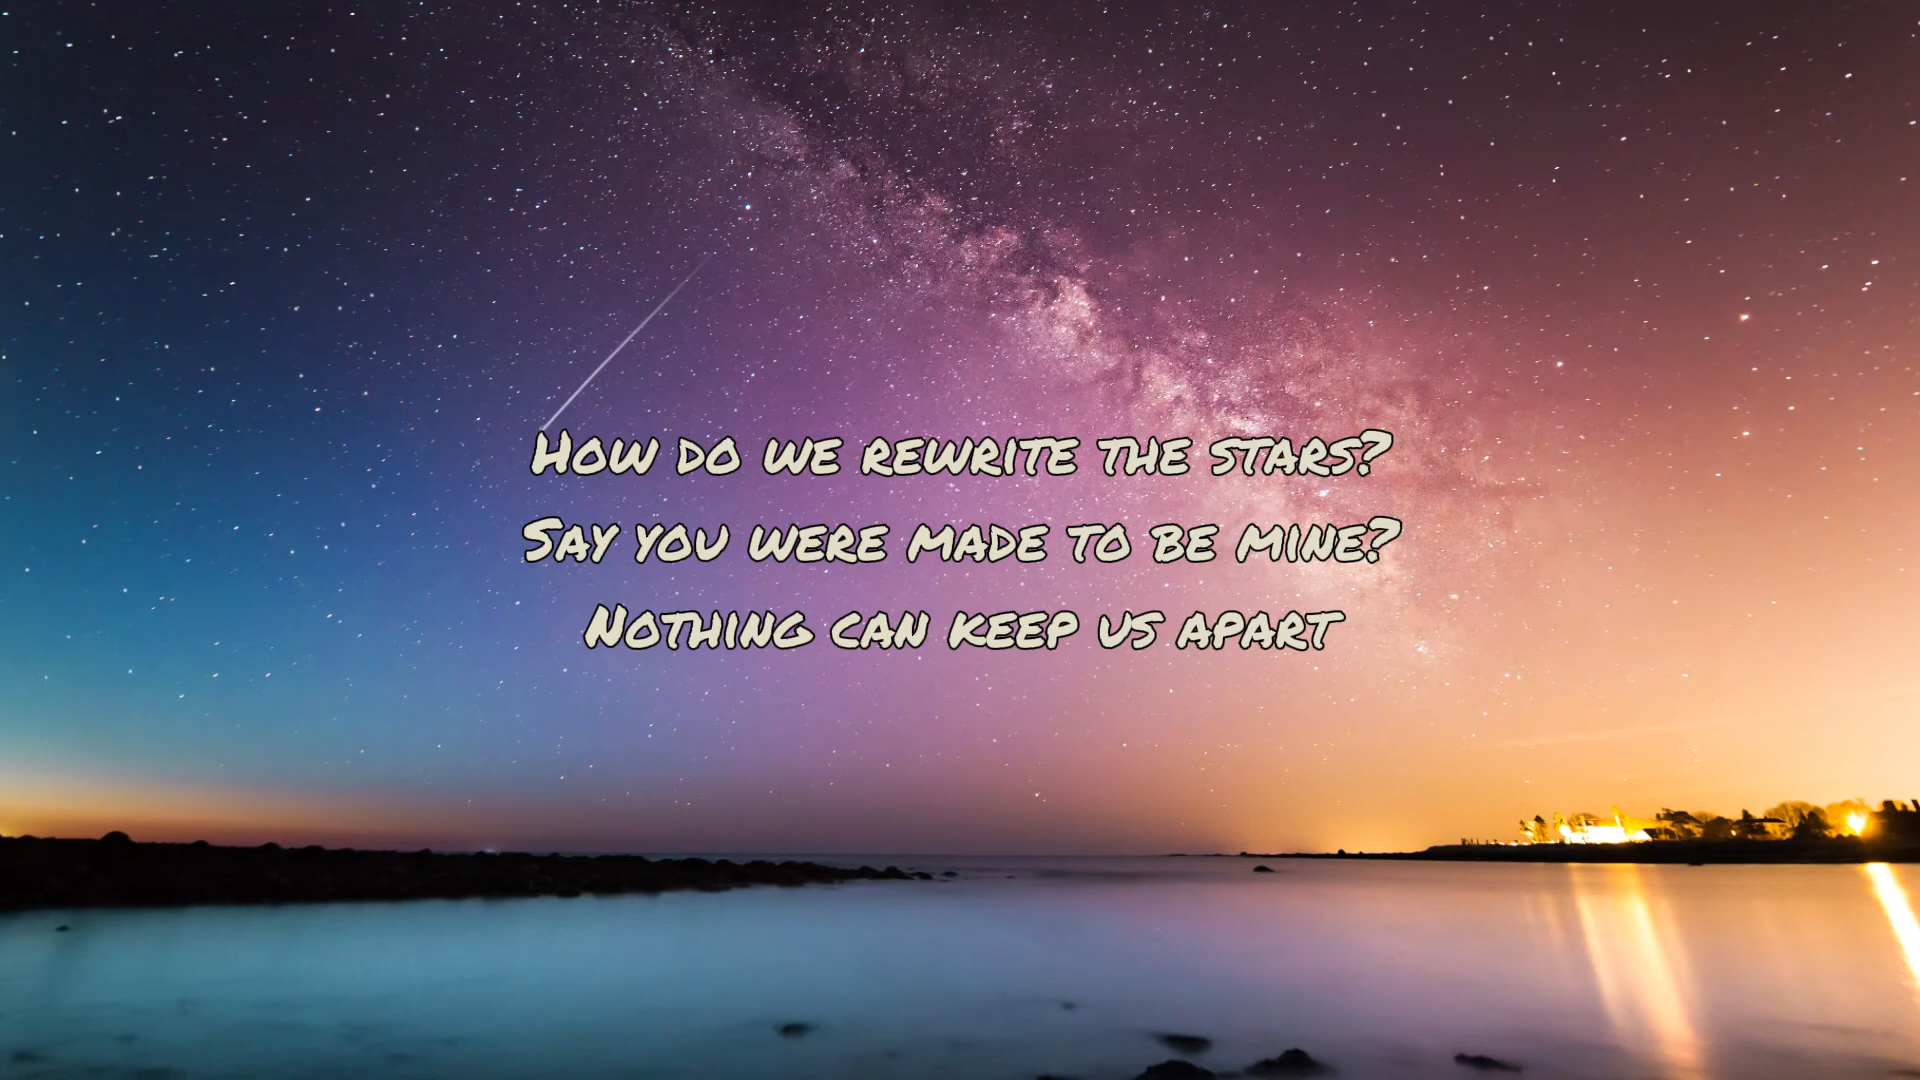 How do we rewrite the stars?
Say you were made to be mine?
Nothing can keep us apart